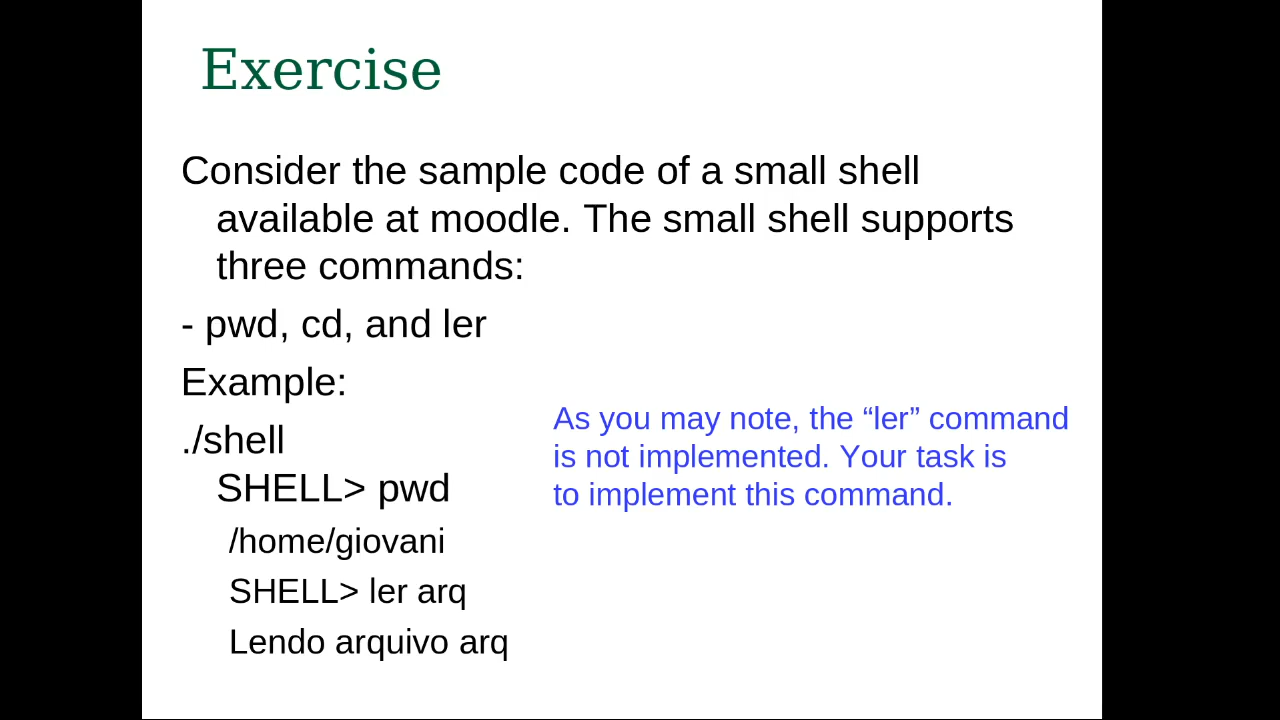 Exercise
Consider the sample code of a small shell
available at moodle. The small shell supports
three commands:
- pwd, cd, and ler
Example:
./shell
SHELL> pwd
/home/giovani
SHELL> ler arq
Lendo arquivo arq
As you may note, the “ler” command
is not implemented. Your task is
to implement this command.